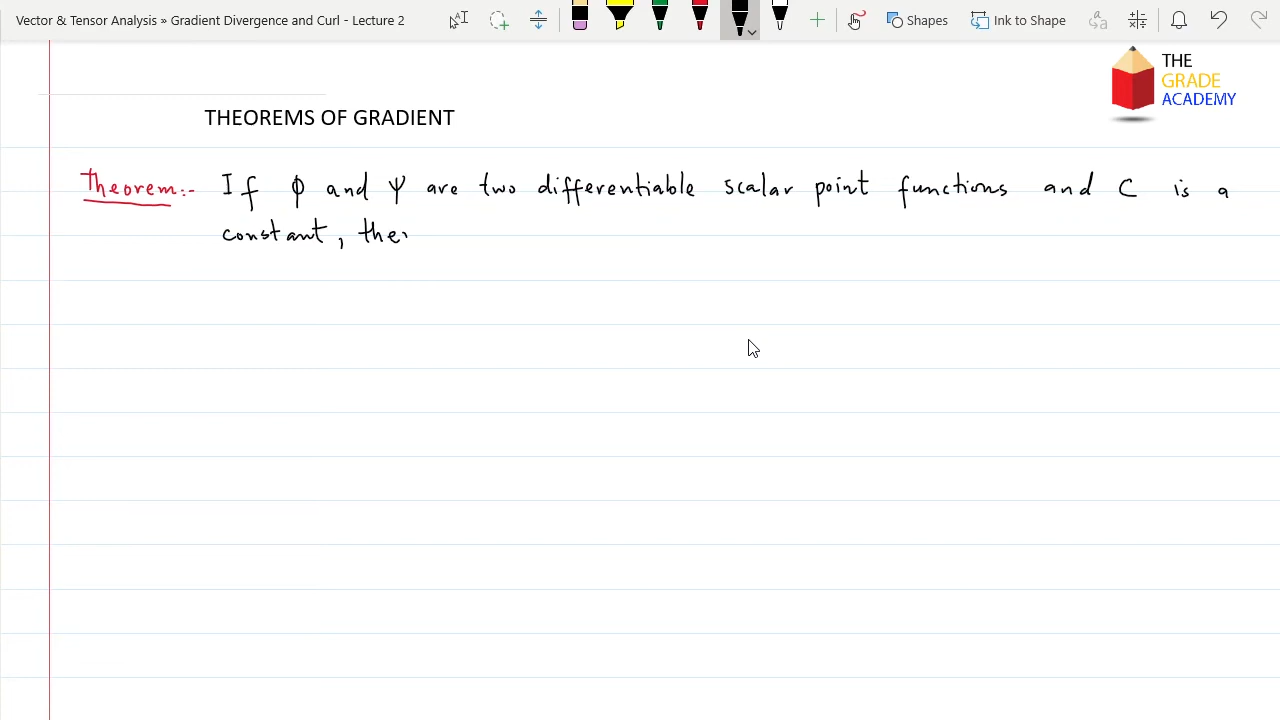 Vector & Tensor Analysis » Gradient Divergence and Curl - Lecture 2
Shapes
Ink to Shape
THE
GRADE
ACADEMY
THEOREMS OF GRADIENT
Theorem:- If φ and ψ are two differentiable scalar point functions and C is a
constant, the